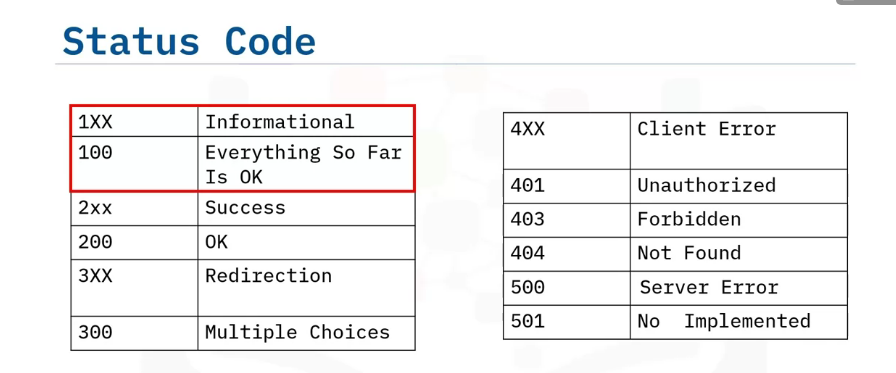 Status Code
1XX Informational
100 Everything So Far
Is OK
2xx Success
200 OK
3XX Redirection
300 Multiple Choices
4XX Client Error
401 Unauthorized
403 Forbidden
404 Not Found
500 Server Error
501 No Implemented